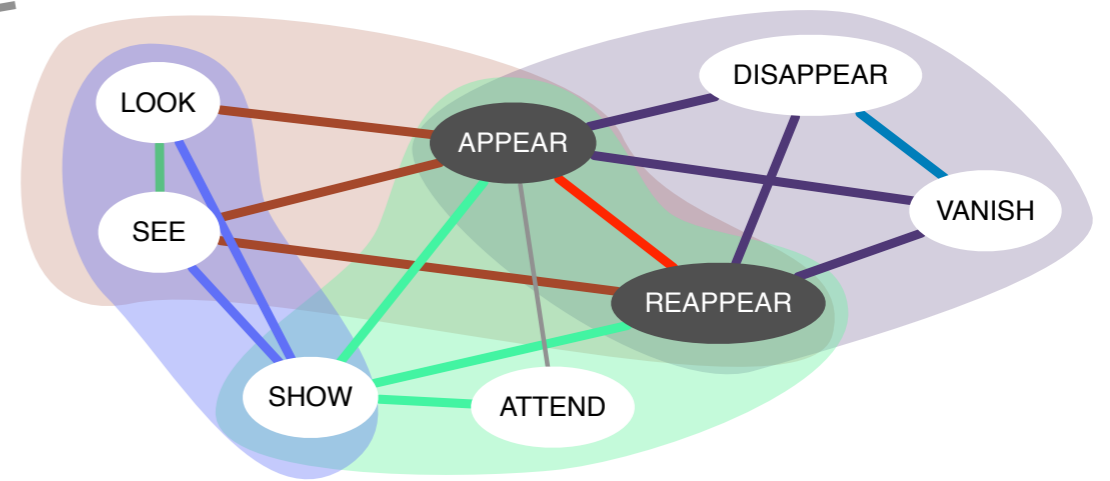 DISAPPEAR
LOOK
APPEAR
VANISH
SEE
REAPPEAR
SHOW
ATTEND